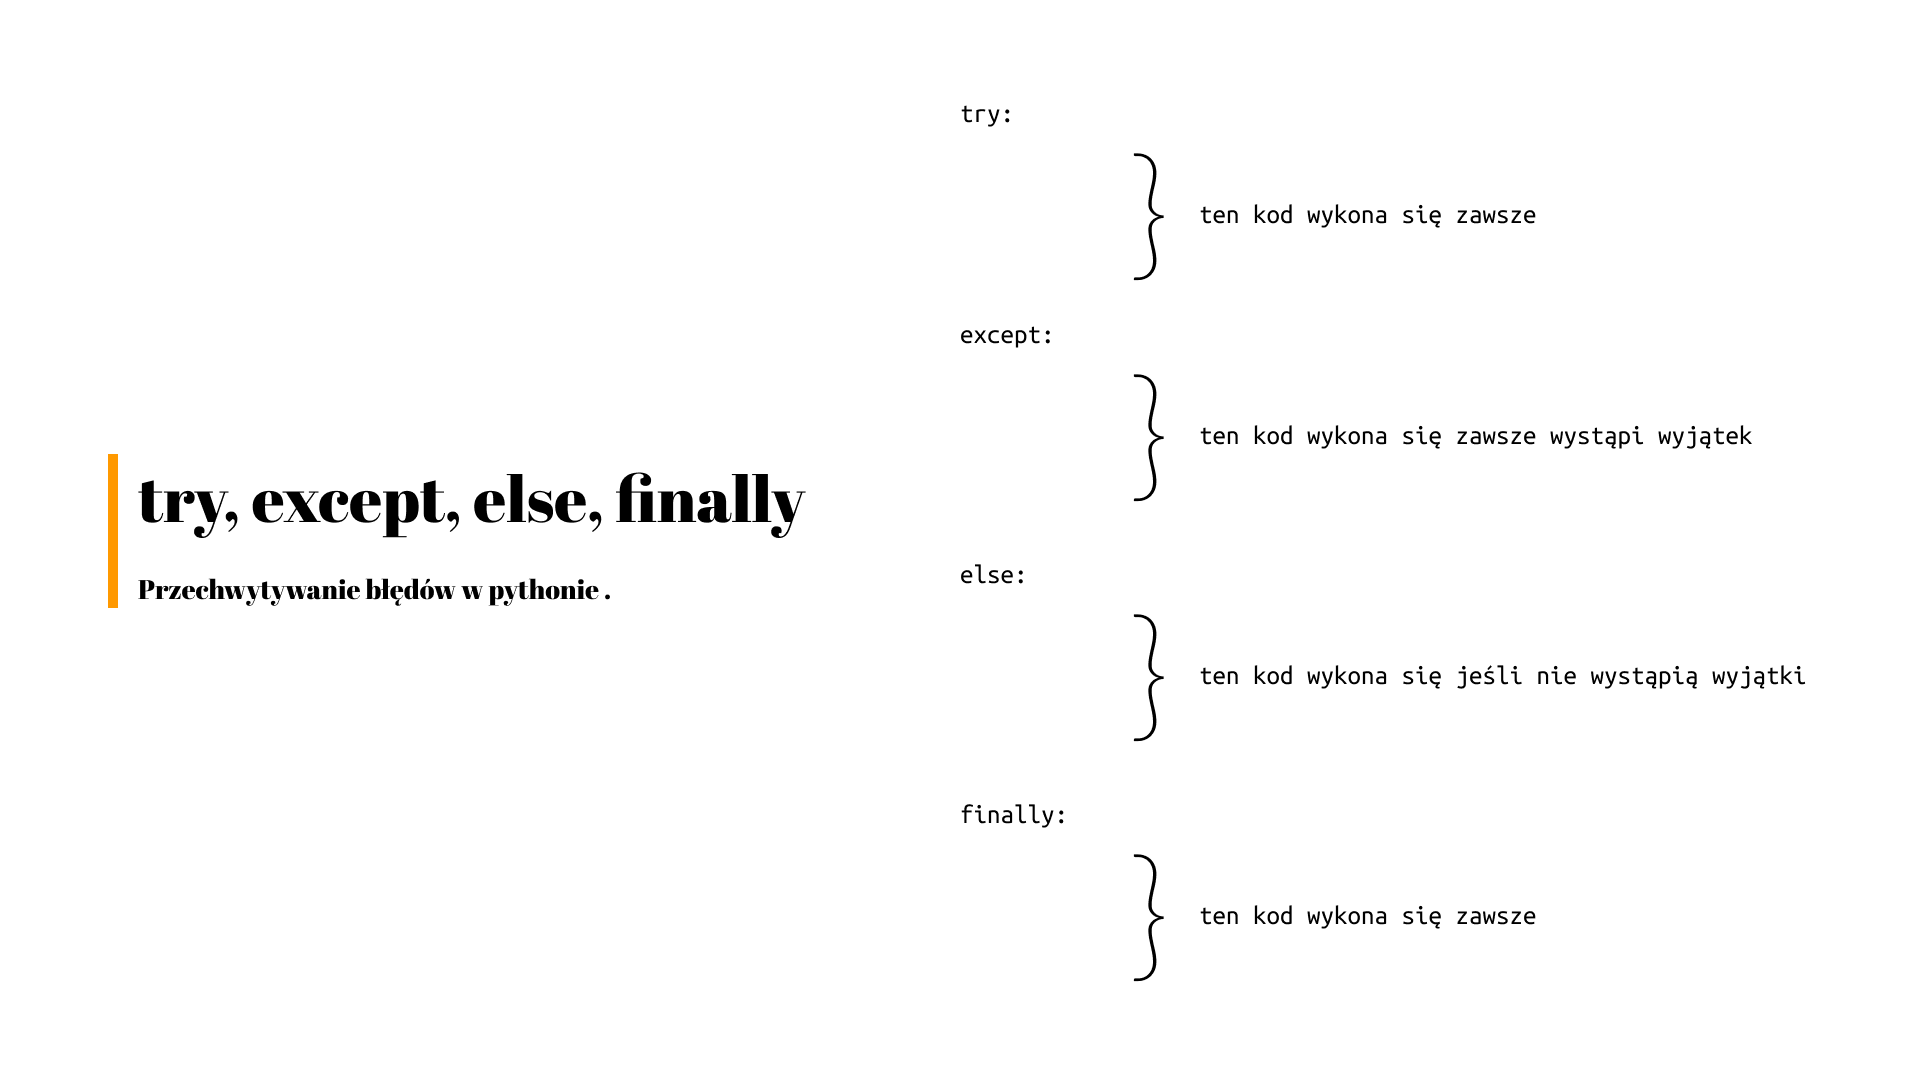 try, except, else, finally
Przechwytywanie błędów w pythonie .
try:
ten kod wykona się zawsze
except:
ten kod wykona się zawsze wystąpi wyjątek
else:
ten kod wykona się jeśli nie wystąpią wyjątki
finally:
ten kod wykona się zawsze